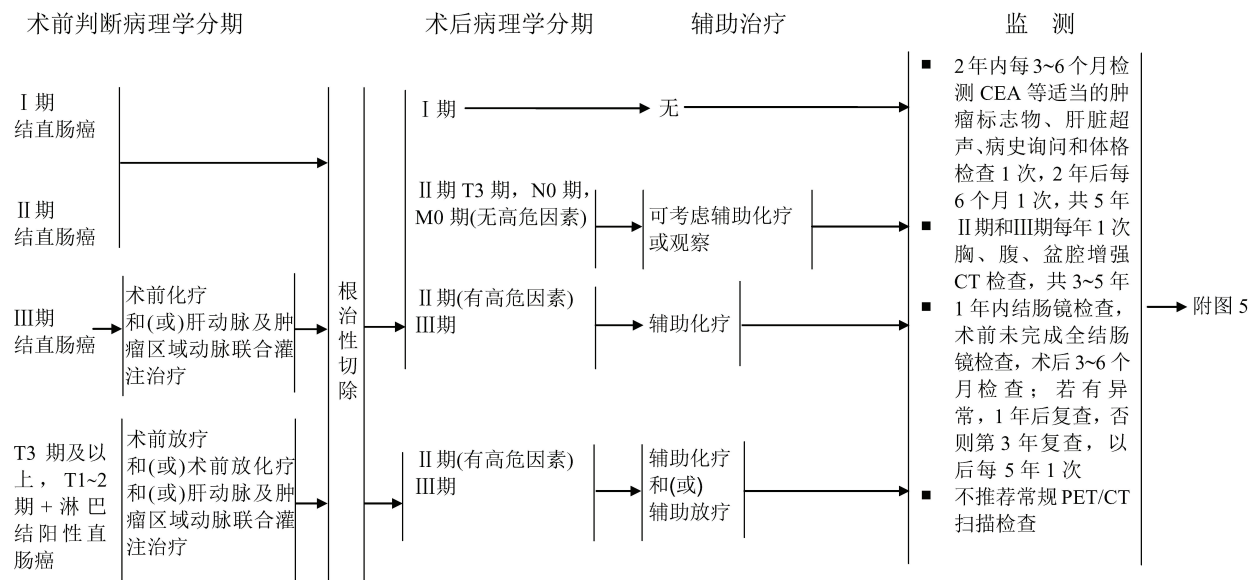 术前判断病理学分期
术后病理学分期
辅助治疗
监 测
Ⅰ期
结直肠癌
Ⅱ期
结直肠癌
Ⅲ期
结直肠癌
术前化疗
和(或)肝动脉及肿
瘤区域动脉联合灌
注治疗
T3 期及以
上，T1~2
期+淋巴
结阳性直
肠癌
术前放疗
和(或)术前放化疗
和(或)肝动脉及肿
瘤区域动脉联合灌
注治疗
根
治
性
切
除
Ⅰ期
无
Ⅱ期 T3 期，N0 期，
M0 期(无高危因素)
可考虑辅助化疗
或观察
Ⅱ期(有高危因素)
Ⅲ期
辅助化疗
Ⅱ期(有高危因素)
Ⅲ期
辅助化疗
和(或)
辅助放疗
■ 2年内每3~6个月检
测 CEA 等适当的肿
瘤标志物、肝脏超
声、病史询问和体格
检查1次，2年后每
6个月1次，共5年
■ Ⅱ期和Ⅲ期每年1次
胸、腹、盆腔增强
CT 检查，共3~5年
■ 1年内结肠镜检查，
术前未完成全结肠
镜检查，术后3~6个
月检查；若有异
常，1年后复查，否
则第3年复查，以
后每5年1次
■ 不推荐常规PET/CT
扫描检查
附图 5